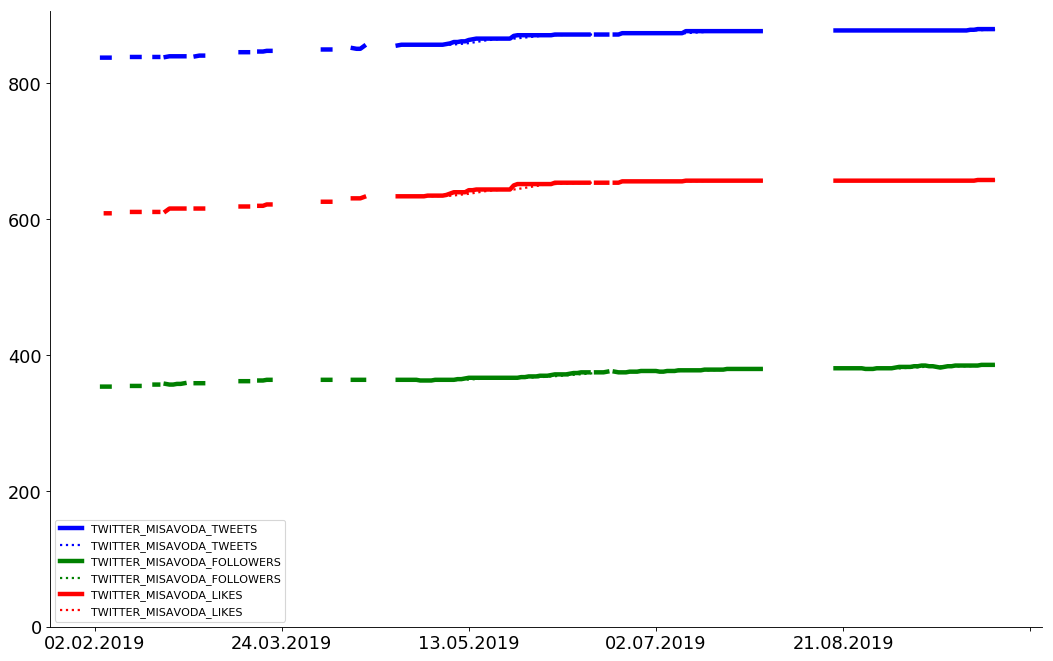 800
600
400
200
0
TWITTER_MISAVODA_TWEETS
TWITTER_MISAVODA_TWEETS
TWITTER_MISAVODA_FOLLOWERS
TWITTER_MISAVODA_FOLLOWERS
TWITTER_MISAVODA_LIKES
TWITTER_MISAVODA_LIKES
02.02.2019 24.03.2019 13.05.2019 02.07.2019 21.08.2019